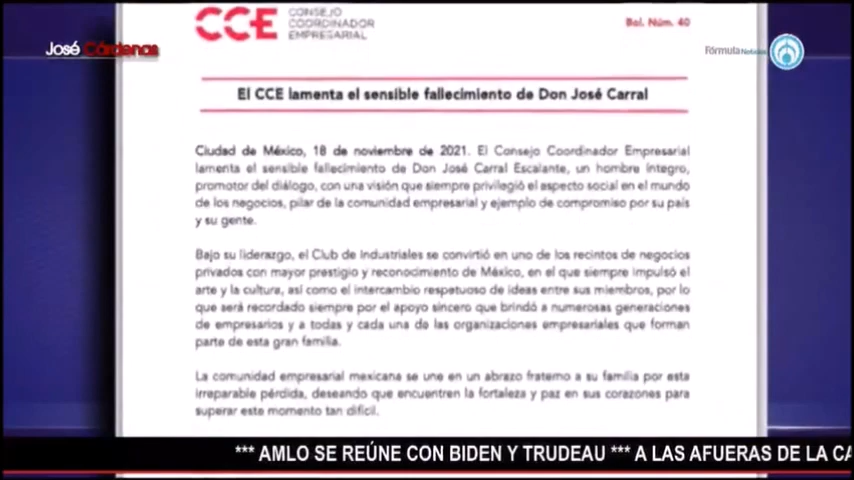 CCE CONSEJO
COORDINADOR
EMPRESARIAL
Bol. Núm. 40
José Cárdenas
Fórmula Noticias
El CCE lamenta el sensible fallecimiento de Don José Carral
Ciudad de México, 18 de noviembre de 2021. El Consejo Coordinador Empresarial
lamenta el sensible fallecimiento de Don José Carral Escalante, un hombre íntegro,
promotor del diálogo, con una visión que siempre privilegió el aspecto social en el mundo
de los negocios, pilar de la comunidad empresarial y ejemplo de compromiso por su país
y su gente.
Bajo su liderazgo, el Club de Industriales se convirtió en uno de los recintos de negocios
privados con mayor prestigio y reconocimiento de México, en el que siempre impulsó el
arte y la cultura, así como el intercambio respetuoso de ideas entre sus miembros, por lo
que será recordado siempre por el apoyo sincero que brindó a numerosas generaciones
de empresarios y a todas y cada una de las organizaciones empresariales que forman
parte de esta gran familia.
La comunidad empresarial mexicana se une en un abrazo fraterno a su familia por esta
irreparable pérdida, deseando que encuentren la fortaleza y paz en sus corazones para
superar este momento tan difícil.
*** AMLO SE REÚNE CON BIDEN Y TRUDEAU *** A LAS AFUERAS DE LA CA